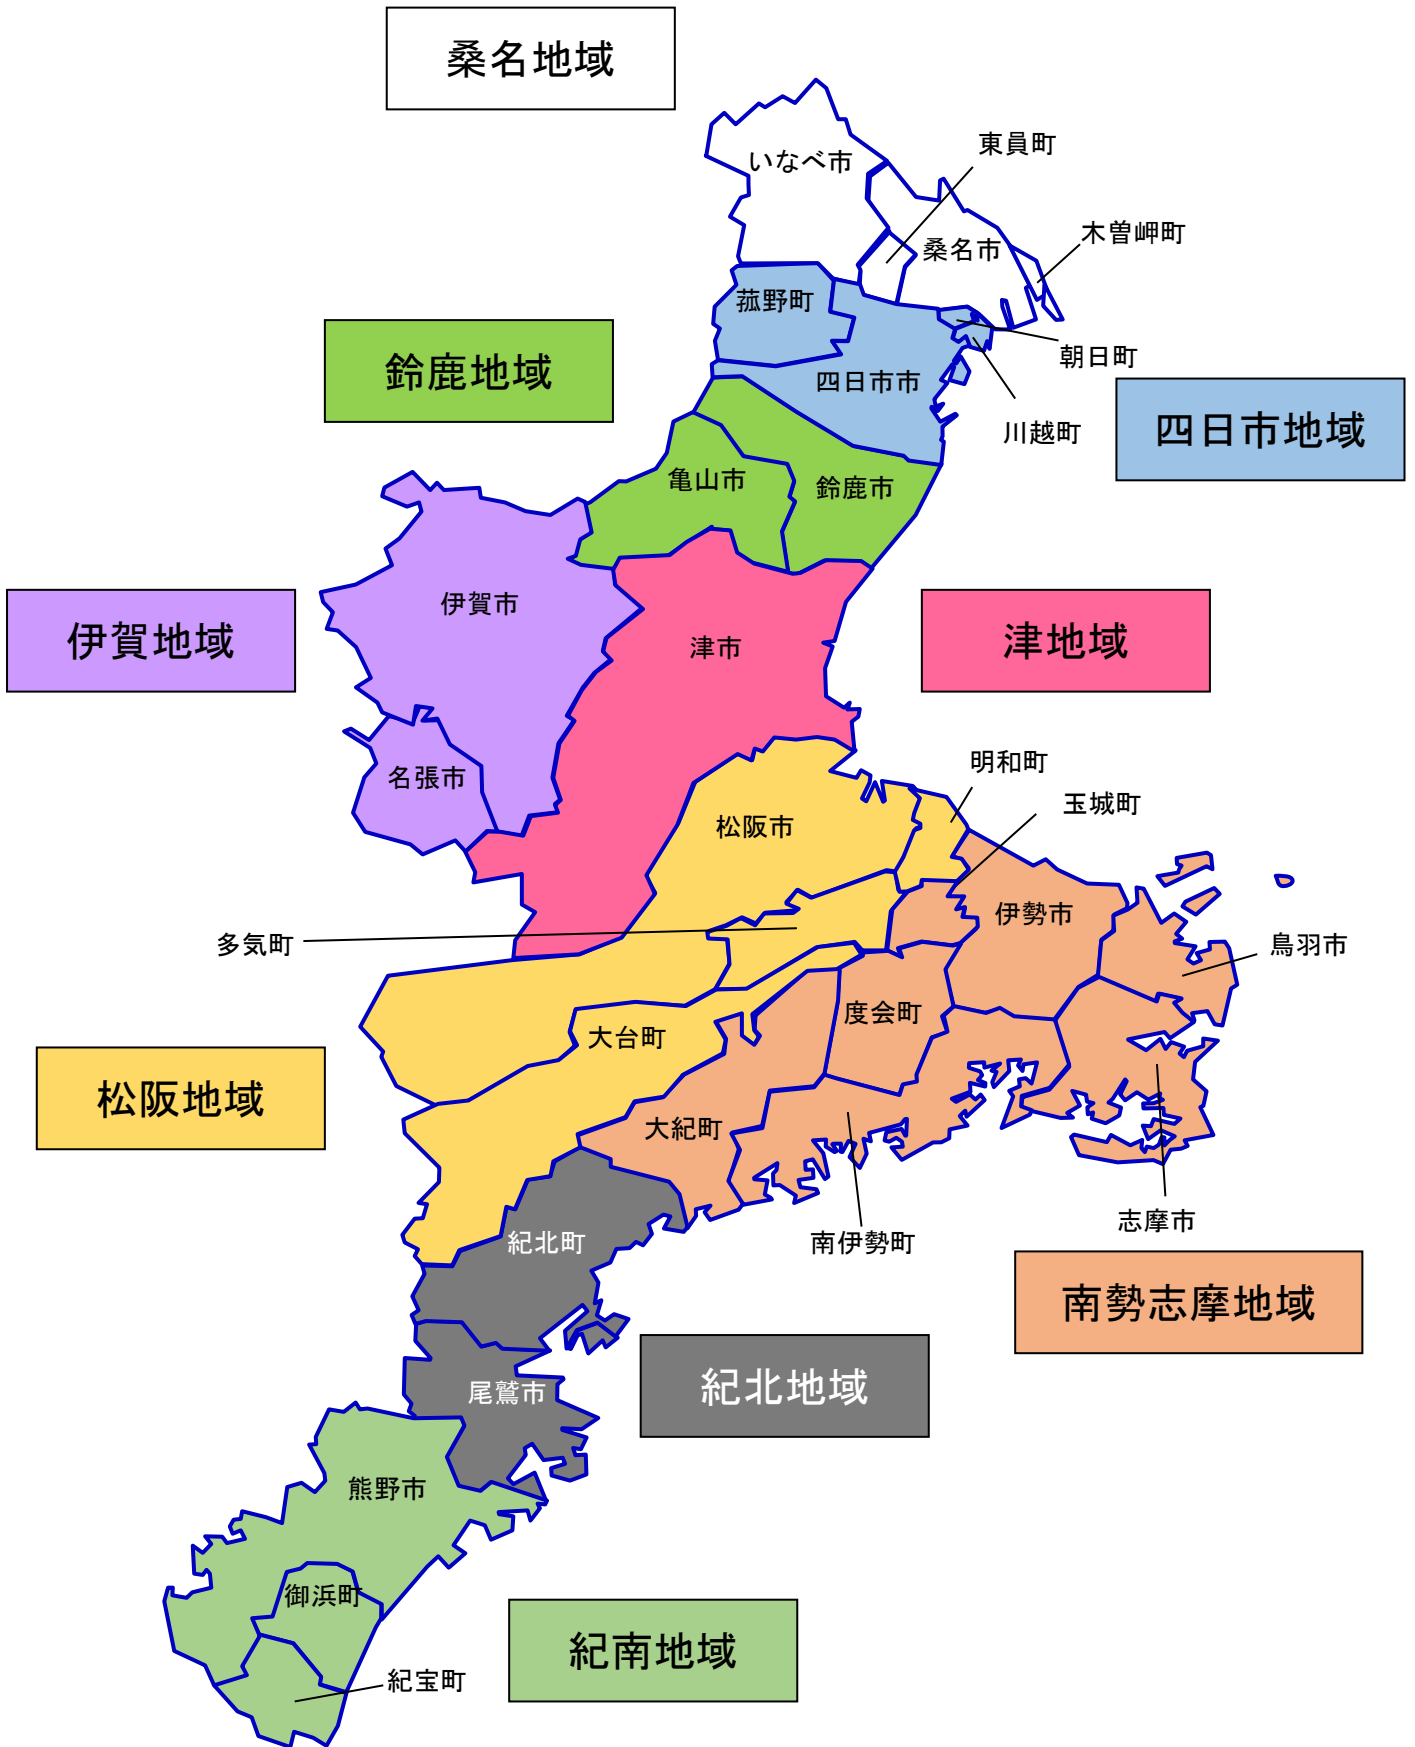 桑名地域
東員町
いなべ市
木曽岬町
桑名市
菰野町
朝日町
鈴鹿地域
四日市市
川越町
四日市地域
亀山市
鈴鹿市
伊賀市
伊賀地域
津市
津地域
明和町
名張市
玉城町
松阪市
伊勢市
多気町
鳥羽市
度会町
大台町
松阪地域
大紀町
志摩市
紀北町
南伊勢町
南勢志摩地域
紀北地域
尾鷲市
熊野市
御浜町
紀南地域
紀宝町